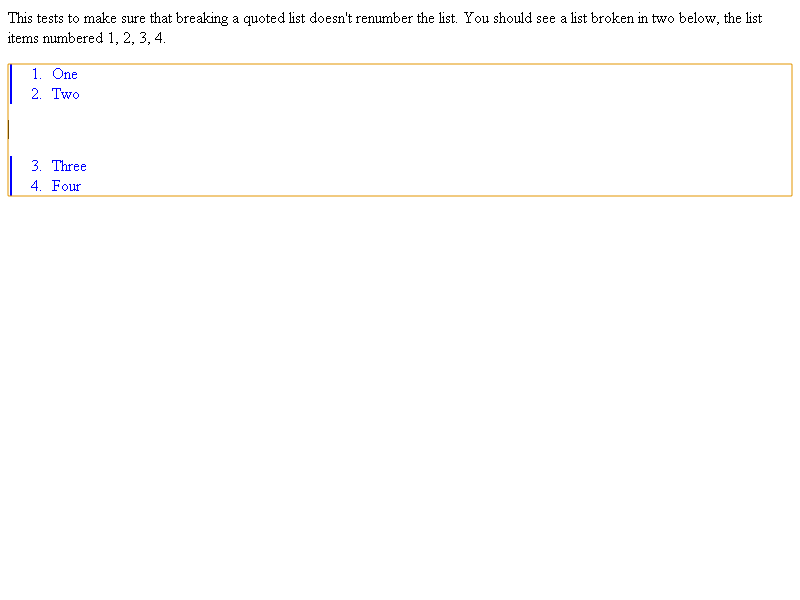 This tests to make sure that breaking a quoted list doesn't renumber the list. You should see a list broken in two below, the list
items numbered 1, 2, 3, 4.
1. One
2. Two
3. Three
4. Four